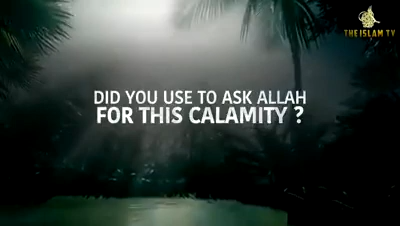 THE ISLAM TV
DID YOU USE TO ASK ALLAH
FOR THIS CALAMITY ?